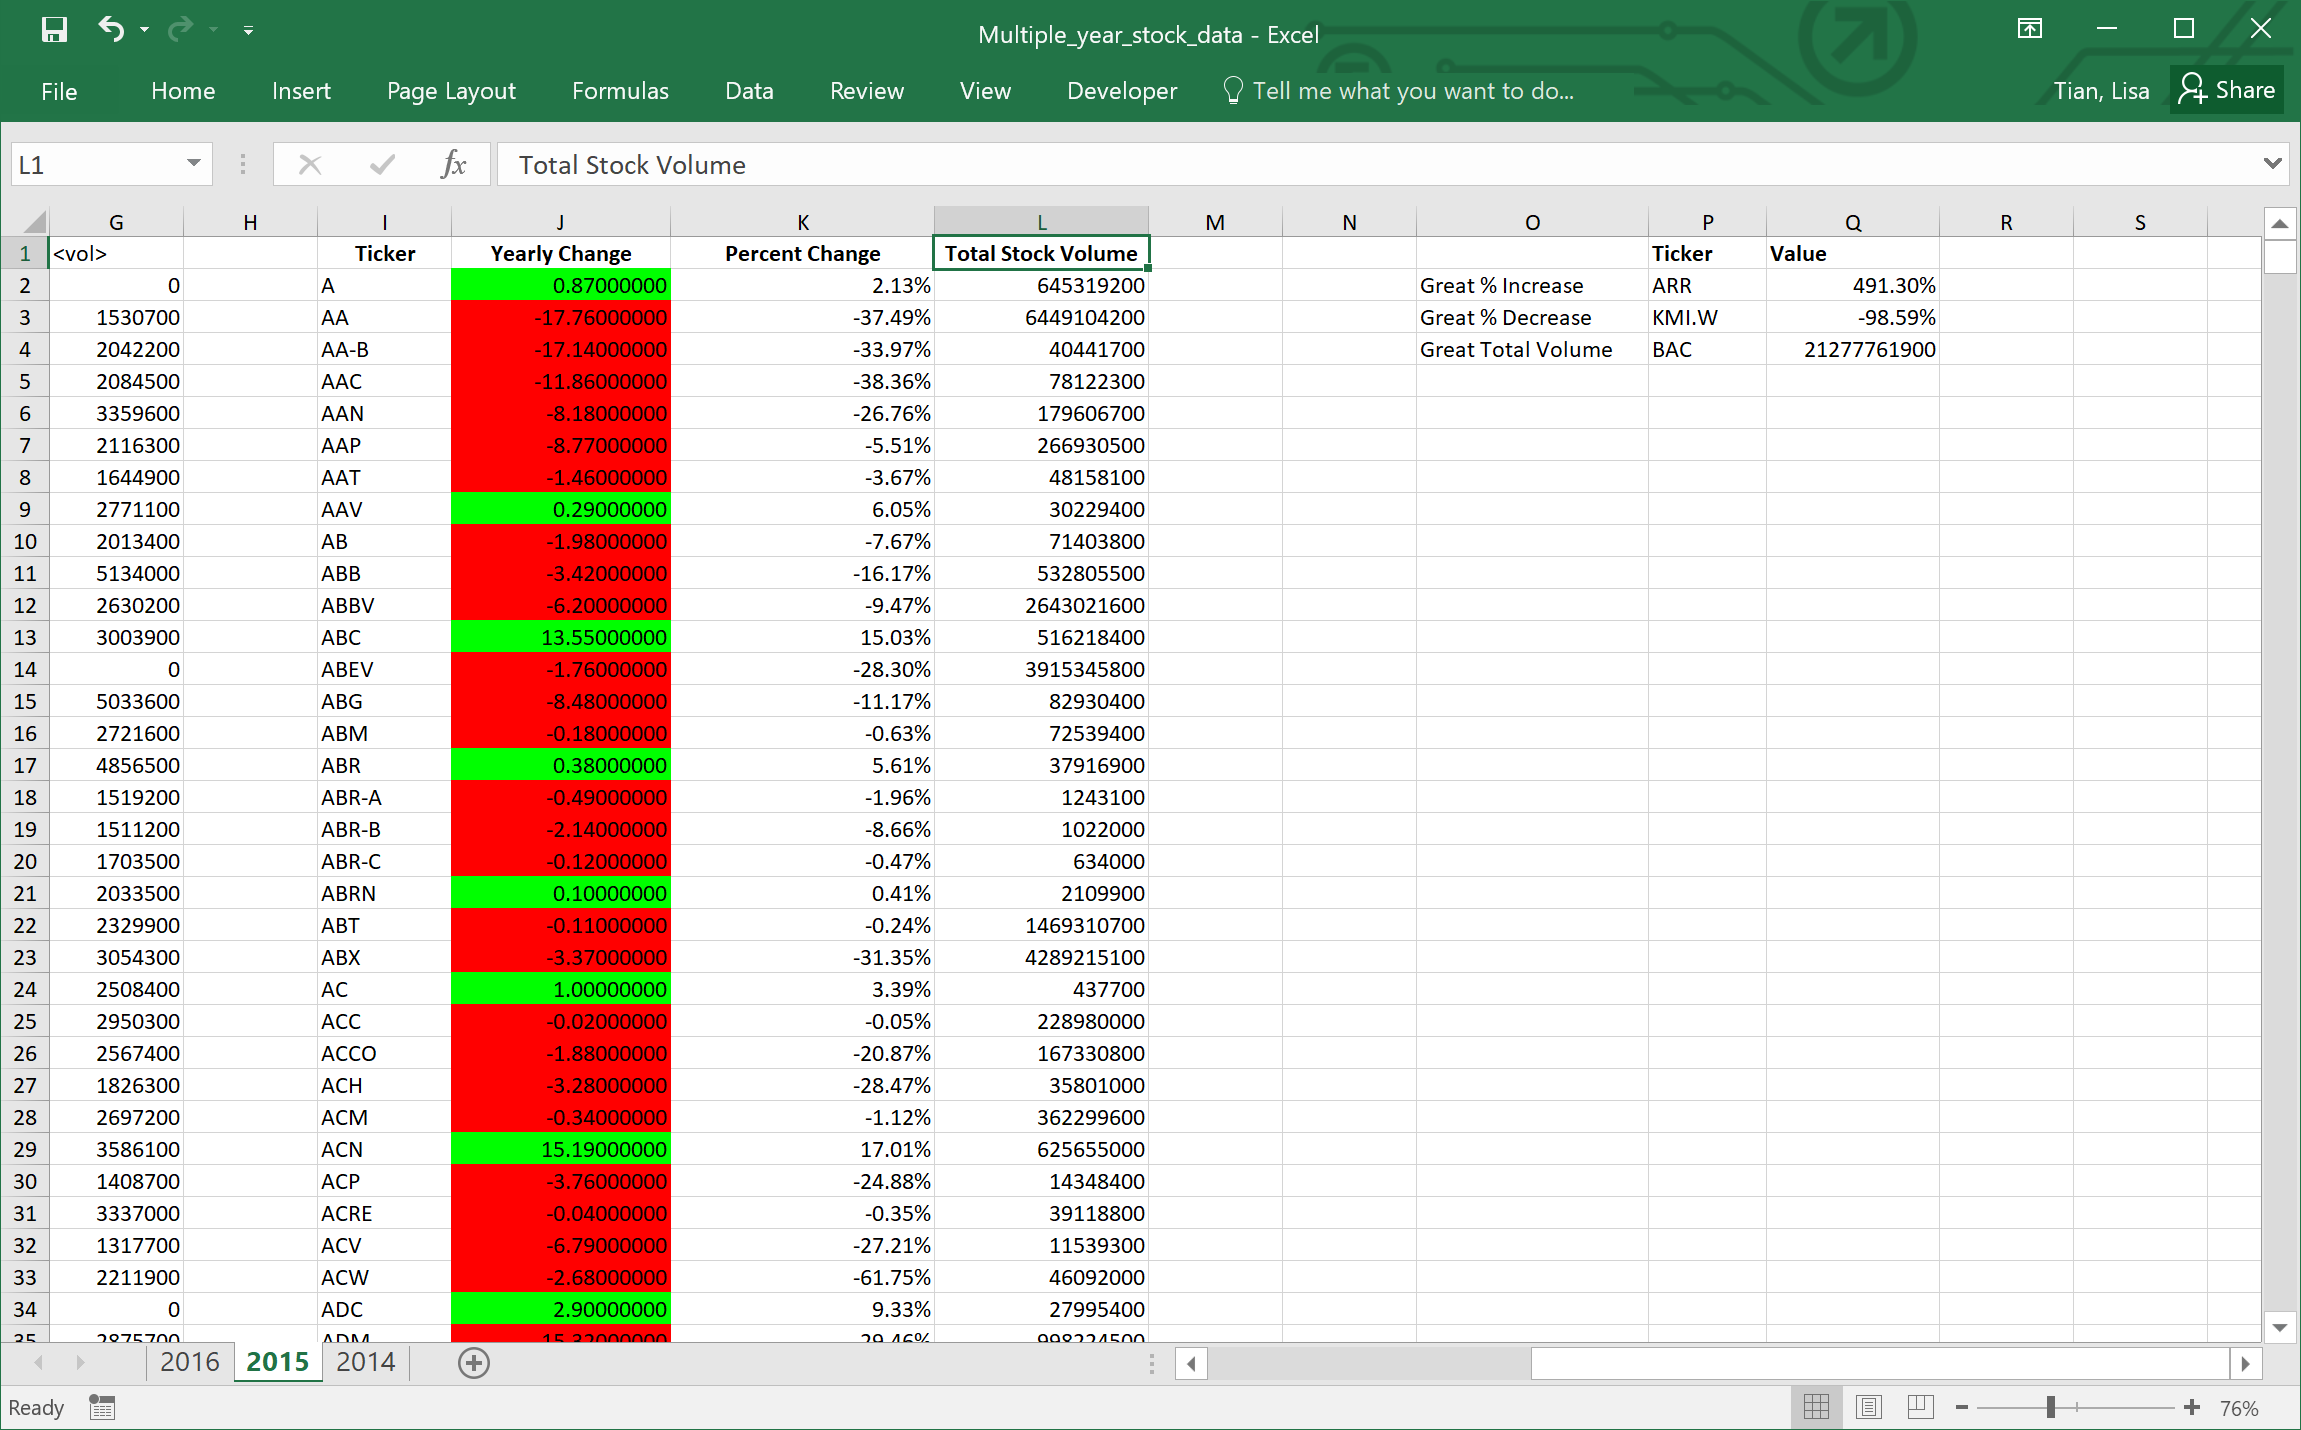 Multiple_year_stock_data - Excel
File Home Insert Page Layout Formulas Data Review View Developer Tell me what you want to do... Tian, Lisa Share
L1 fx Total Stock Volume
G H I J K L M N O P Q R S
1 <vol> Ticker Yearly Change Percent Change Total Stock Volume Ticker Value
2 0 A 0.87000000 2.13% 645319200 Great % Increase ARR 491.30%
3 1530700 AA -17.76000000 -37.49% 6449104200 Great % Decrease KMI.W -98.59%
4 2042200 AA-B -17.14000000 -33.97% 40441700 Great Total Volume BAC 21277761900
5 2084500 AAC -11.86000000 -38.36% 78122300
6 3359600 AAN -8.18000000 -26.76% 179606700
7 2116300 AAP -8.77000000 -5.51% 266930500
8 1644900 AAT -1.46000000 -3.67% 48158100
9 2771100 AAV 0.29000000 6.05% 30229400
10 2013400 AB -1.98000000 -7.67% 71403800
11 5134000 ABB -3.42000000 -16.17% 532805500
12 2630200 ABBV -6.20000000 -9.47% 2643021600
13 3003900 ABC 13.55000000 15.03% 516218400
14 0 ABEV -1.76000000 -28.30% 3915345800
15 5033600 ABG -8.48000000 -11.17% 82930400
16 2721600 ABM -0.18000000 -0.63% 72539400
17 4856500 ABR 0.38000000 5.61% 37916900
18 1519200 ABR-A -0.49000000 -1.96% 1243100
19 1511200 ABR-B -2.14000000 -8.66% 1022000
20 1703500 ABR-C -0.12000000 -0.47% 634000
21 2033500 ABRN 0.10000000 0.41% 2109900
22 2329900 ABT -0.11000000 -0.24% 1469310700
23 3054300 ABX -3.37000000 -31.35% 4289215100
24 2508400 AC 1.00000000 3.39% 437700
25 2950300 ACC -0.02000000 -0.05% 228980000
26 2567400 ACCO -1.88000000 -20.87% 167330800
27 1826300 ACH -3.28000000 -28.47% 35801000
28 2697200 ACM -0.34000000 -1.12% 362299600
29 3586100 ACN 15.19000000 17.01% 625655000
30 1408700 ACP -3.76000000 -24.88% 14348400
31 3337000 ACRE -0.04000000 -0.35% 39118800
32 1317700 ACV -6.79000000 -27.21% 11539300
33 2211900 ACW -2.68000000 -61.75% 46092000
34 0 ADC 2.90000000 9.33% 27995400
35 2875700 ADM 15.32000000 29.46% 998224500
2016 2015 2014
Ready 76%